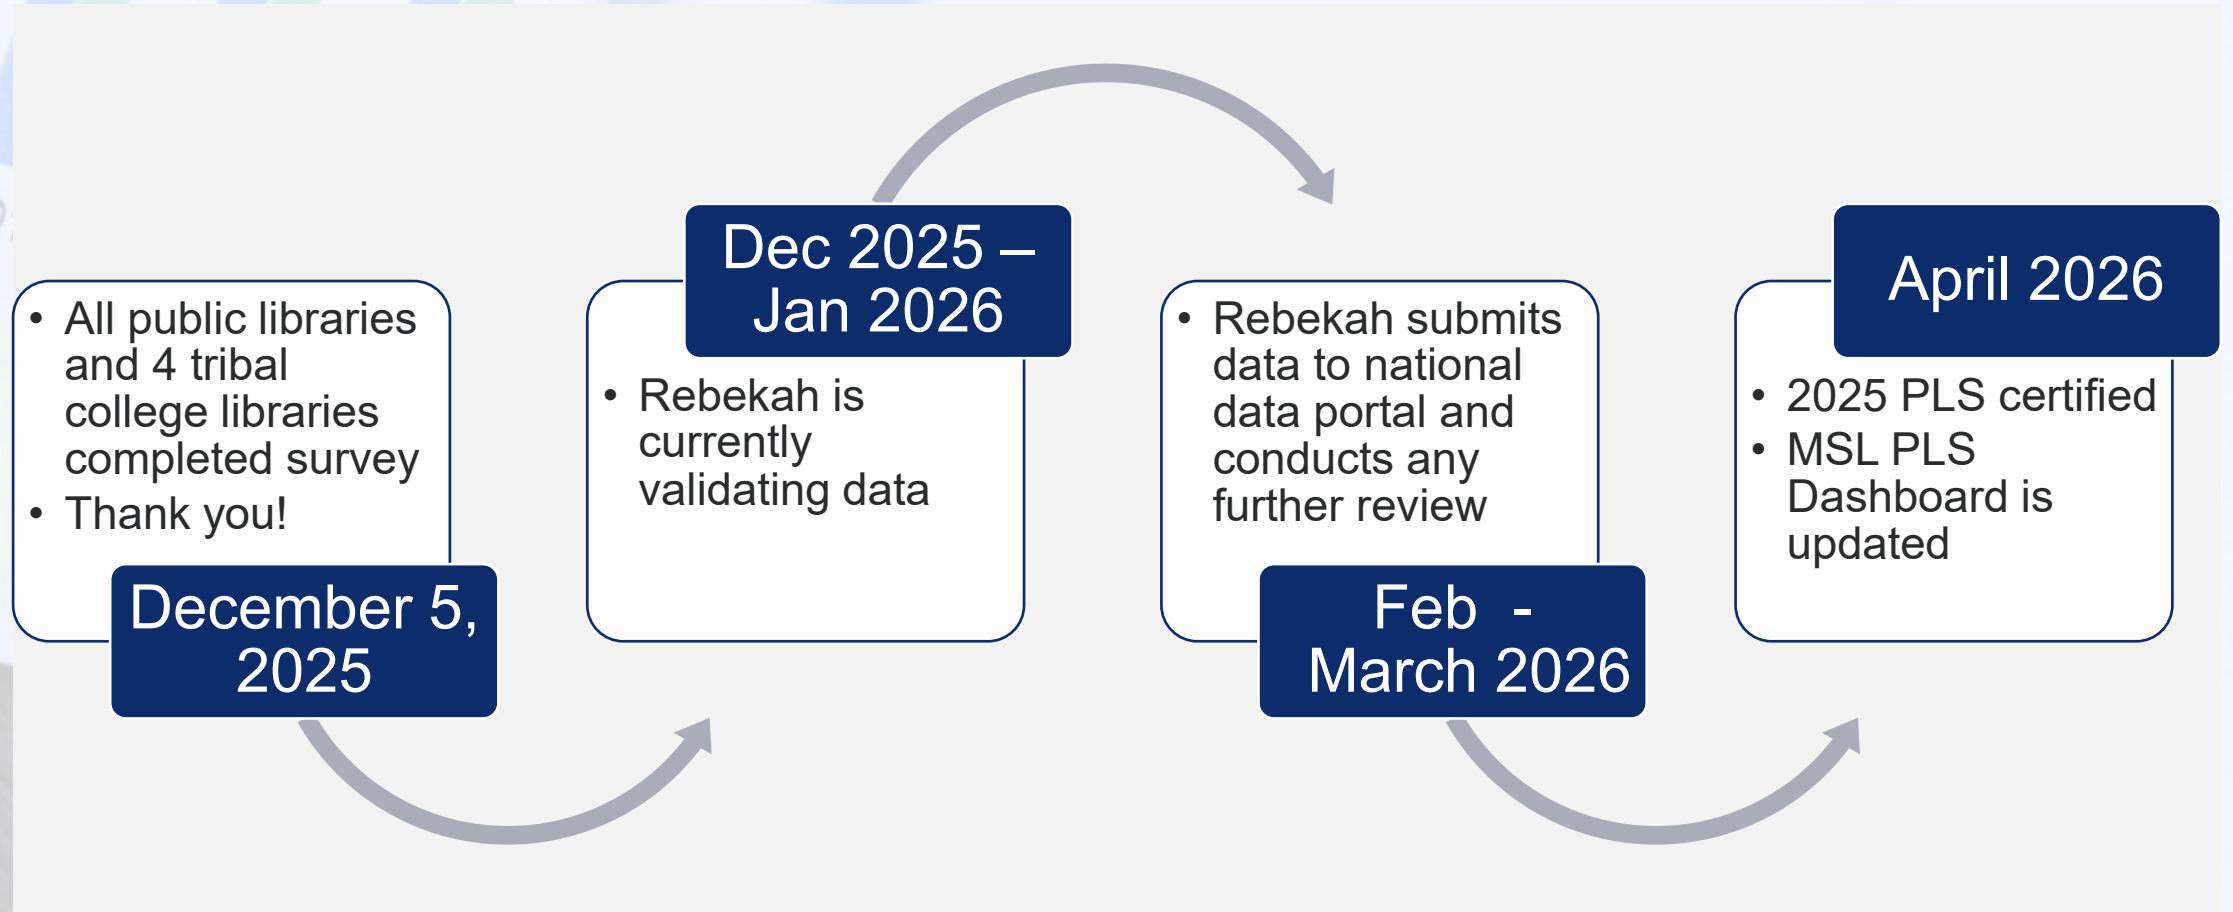 • All public libraries
and 4 tribal
college libraries
completed survey
• Thank you!
December 5,
2025
Dec 2025 –
Jan 2026
• Rebekah is
currently
validating data
• Rebekah submits
data to national
data portal and
conducts any
further review
Feb  -
March 2026
April 2026
• 2025 PLS certified
• MSL PLS
Dashboard is
updated